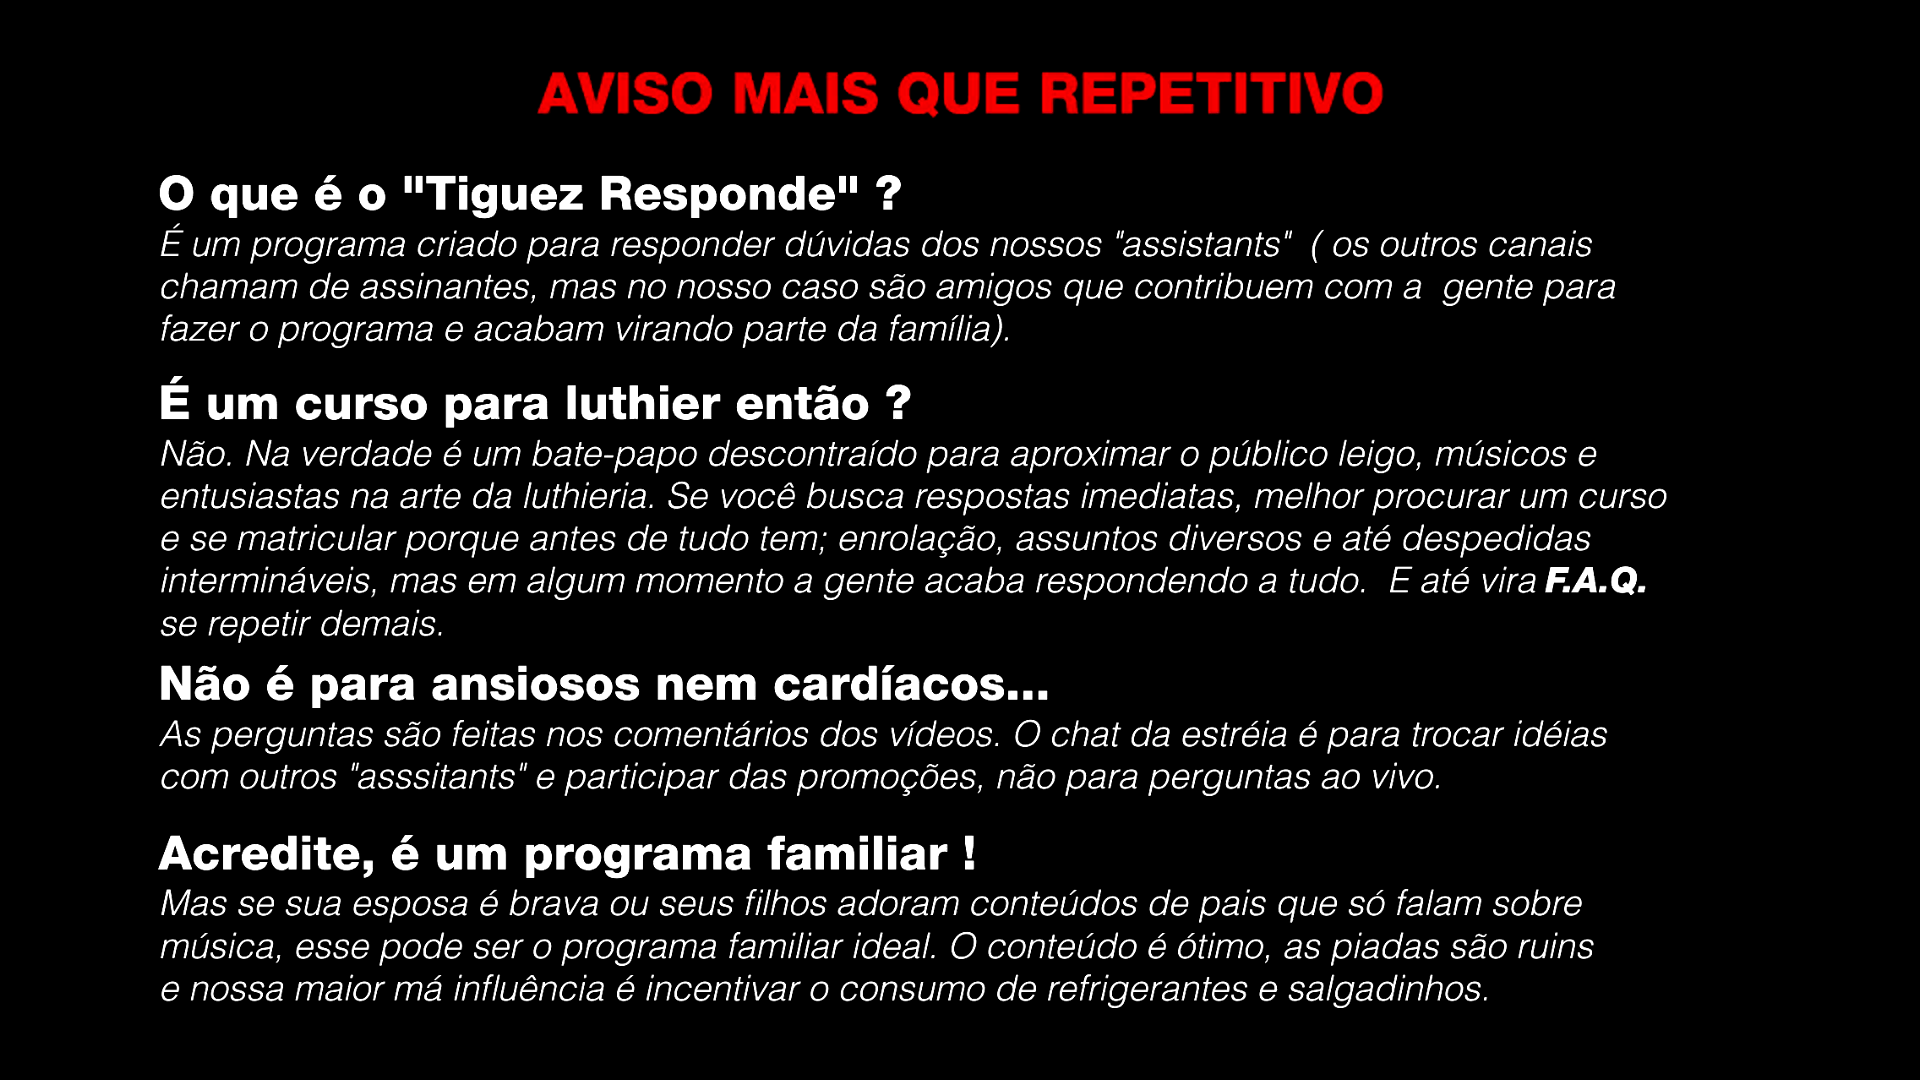 AVISO MAIS QUE REPETITIVO
O que é o "Tiguez Responde" ?
É um programa criado para responder dúvidas dos nossos "assistants"  ( os outros canais
chamam de assinantes, mas no nosso caso são amigos que contribuem com a  gente para
fazer o programa e acabam virando parte da família).
É um curso para luthier então ?
Não. Na verdade é um bate-papo descontraído para aproximar o público leigo, músicos e
entusiastas na arte da luthieria. Se você busca respostas imediatas, melhor procurar um curso
e se matricular porque antes de tudo tem; enrolação, assuntos diversos e até despedidas
intermináveis, mas em algum momento a gente acaba respondendo a tudo.  E até vira F.A.Q.
se repetir demais.
Não é para ansiosos nem cardíacos...
As perguntas são feitas nos comentários dos vídeos. O chat da estréia é para trocar idéias
com outros "asssitants" e participar das promoções, não para perguntas ao vivo.
Acredite, é um programa familiar !
Mas se sua esposa é brava ou seus filhos adoram conteúdos de pais que só falam sobre
música, esse pode ser o programa familiar ideal. O conteúdo é ótimo, as piadas são ruins
e nossa maior má influência é incentivar o consumo de refrigerantes e salgadinhos.